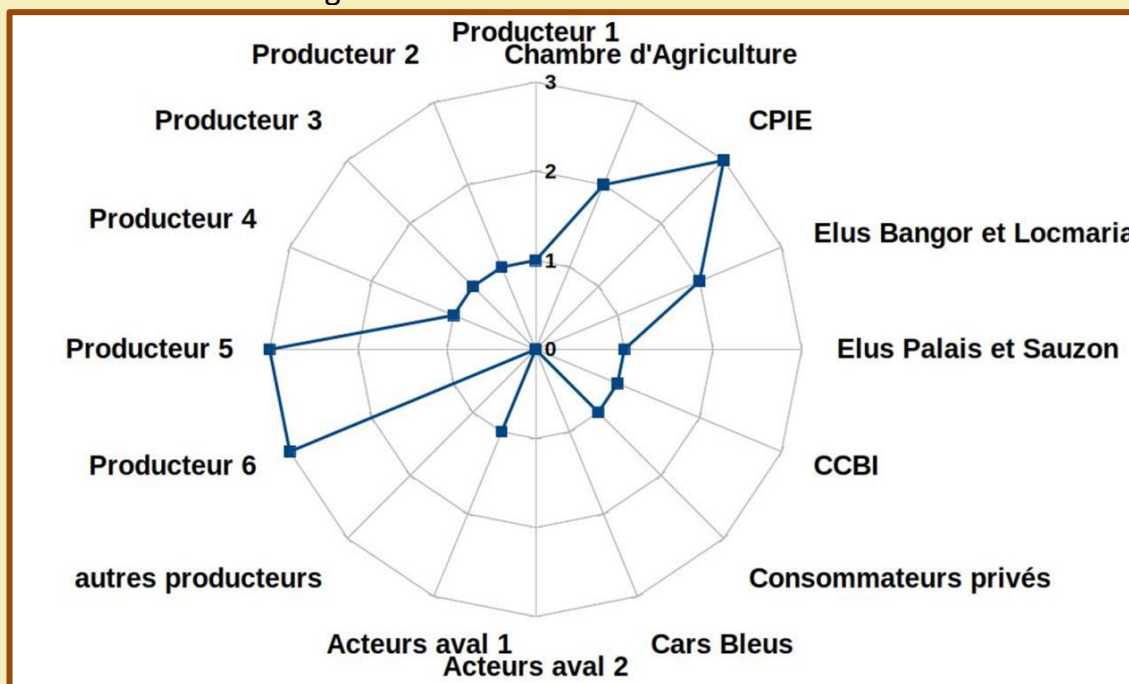 Producteur 1
Producteur 2
Chambre d'Agriculture
3
Producteur 3
CPIE
2
Producteur 4
Elus Bangor et Locmaria
1
Producteur 5
0
Elus Palais et Sauzon
Producteur 6
CCBI
autres producteurs
Consommateurs privés
Acteurs aval 1
Cars Bleus
Acteurs aval 2